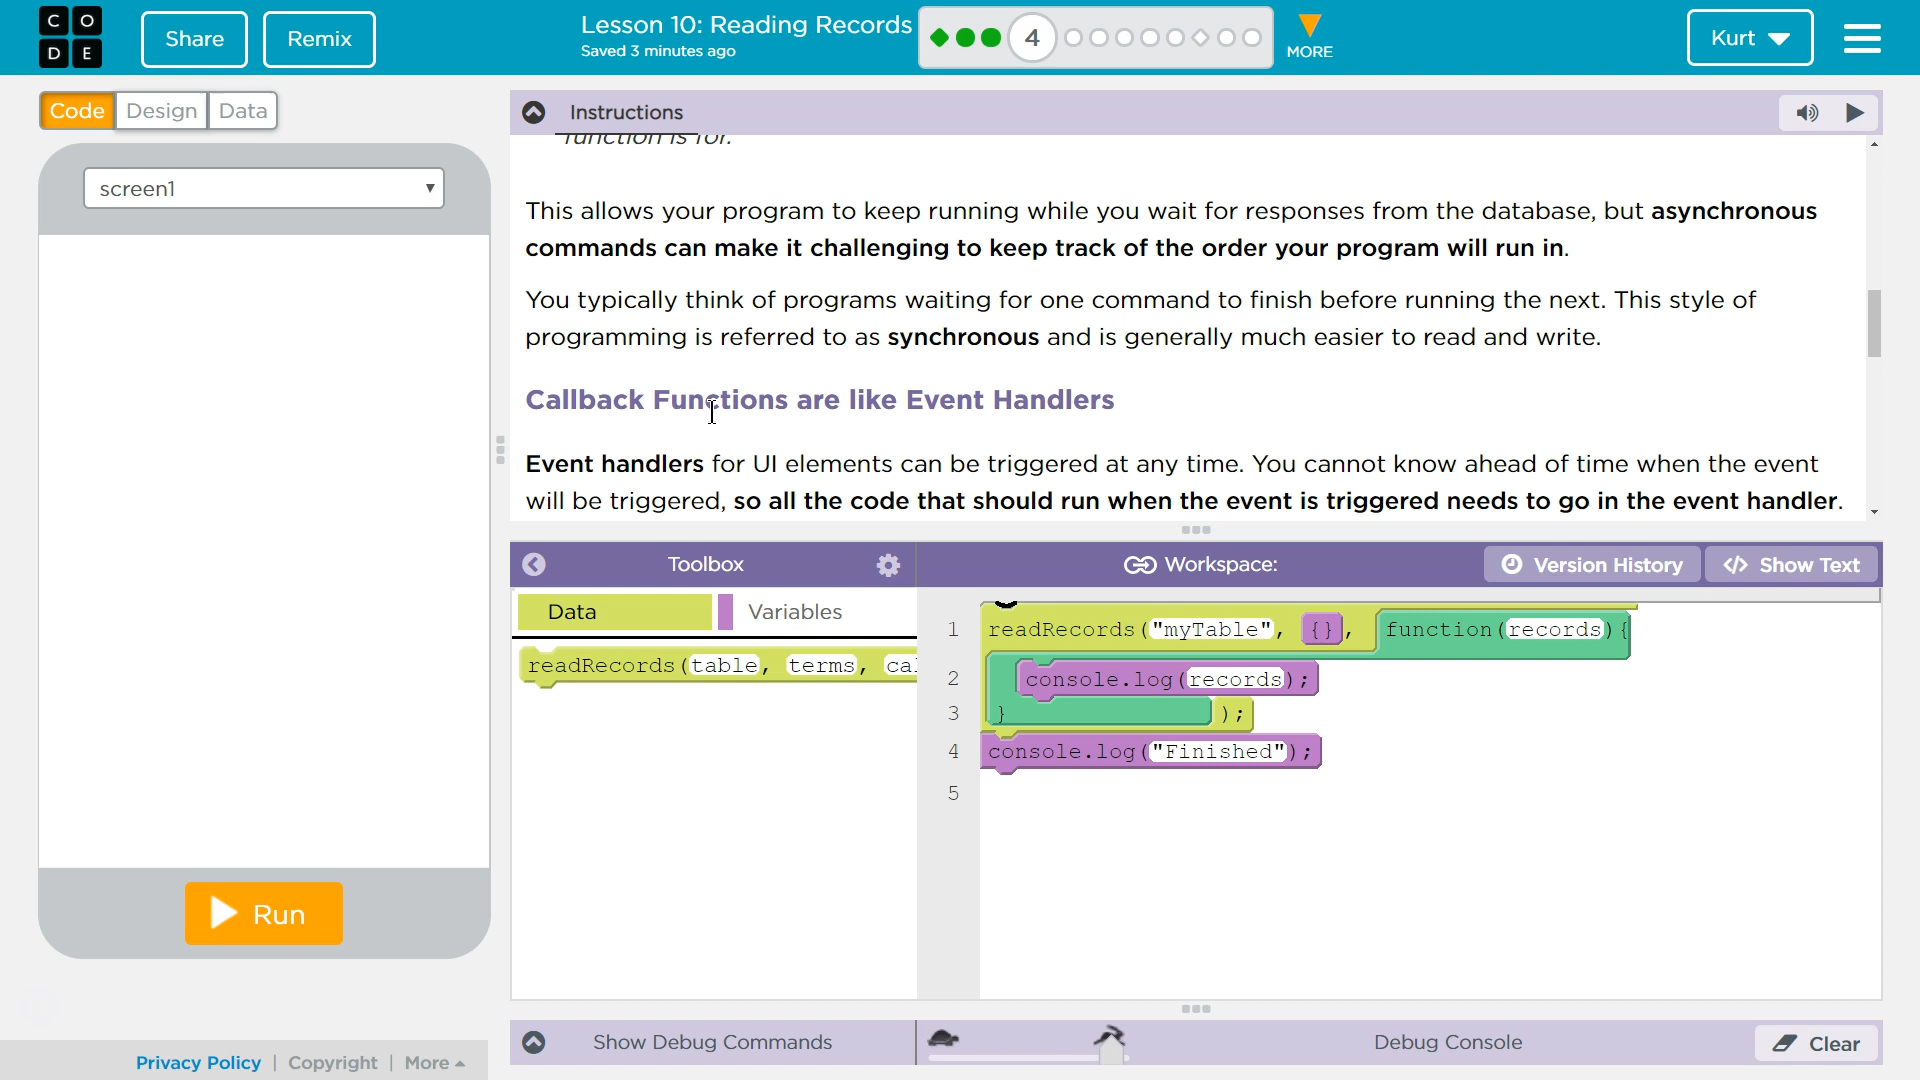 C O
D E
Share
Remix
Lesson 10: Reading Records
Saved 3 minutes ago
4
MORE
Kurt
Code
Design
Data
Instructions
screen1
function is for.
This allows your program to keep running while you wait for responses from the database, but asynchronous
commands can make it challenging to keep track of the order your program will run in.
You typically think of programs waiting for one command to finish before running the next. This style of
programming is referred to as synchronous and is generally much easier to read and write.
Callback Functions are like Event Handlers
Event handlers for UI elements can be triggered at any time. You cannot know ahead of time when the event
will be triggered, so all the code that should run when the event is triggered needs to go in the event handler.
Toolbox
Workspace:
Version History
</> Show Text
Data
Variables
readRecords(table, terms, cal
1 readRecords("myTable", {}, function(records){
2 console.log(records);
3 } );
4 console.log("Finished");
5
Run
Show Debug Commands
Debug Console
Clear
Privacy Policy | Copyright | More